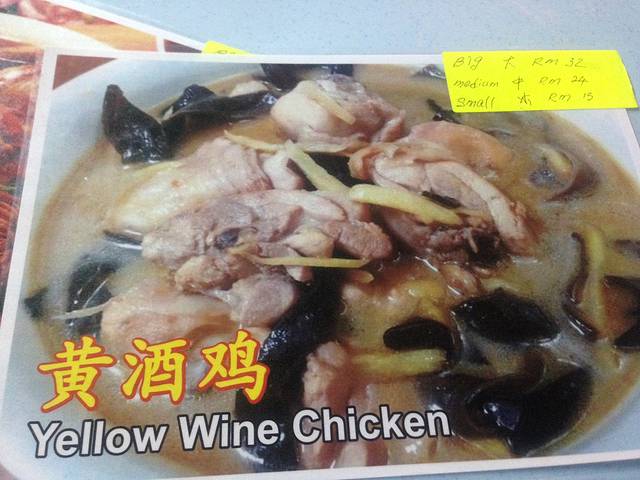 Big 大 Rm 32
medium 中 Rm 24
small 小 Rm 15
黄酒鸡
Yellow Wine Chicken